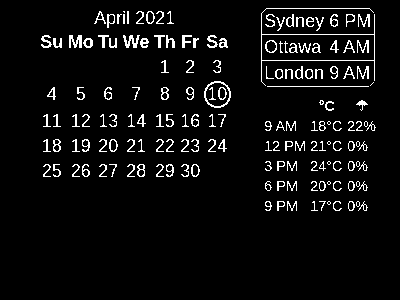 April 2021
Su Mo Tu We Th Fr Sa
1 2 3
4 5 6 7 8 9 10
11 12 13 14 15 16 17
18 19 20 21 22 23 24
25 26 27 28 29 30
Sydney 6 PM
Ottawa 4 AM
London 9 AM
°C ☂
9 AM 18°C 22%
12 PM 21°C 0%
3 PM 24°C 0%
6 PM 20°C 0%
9 PM 17°C 0%